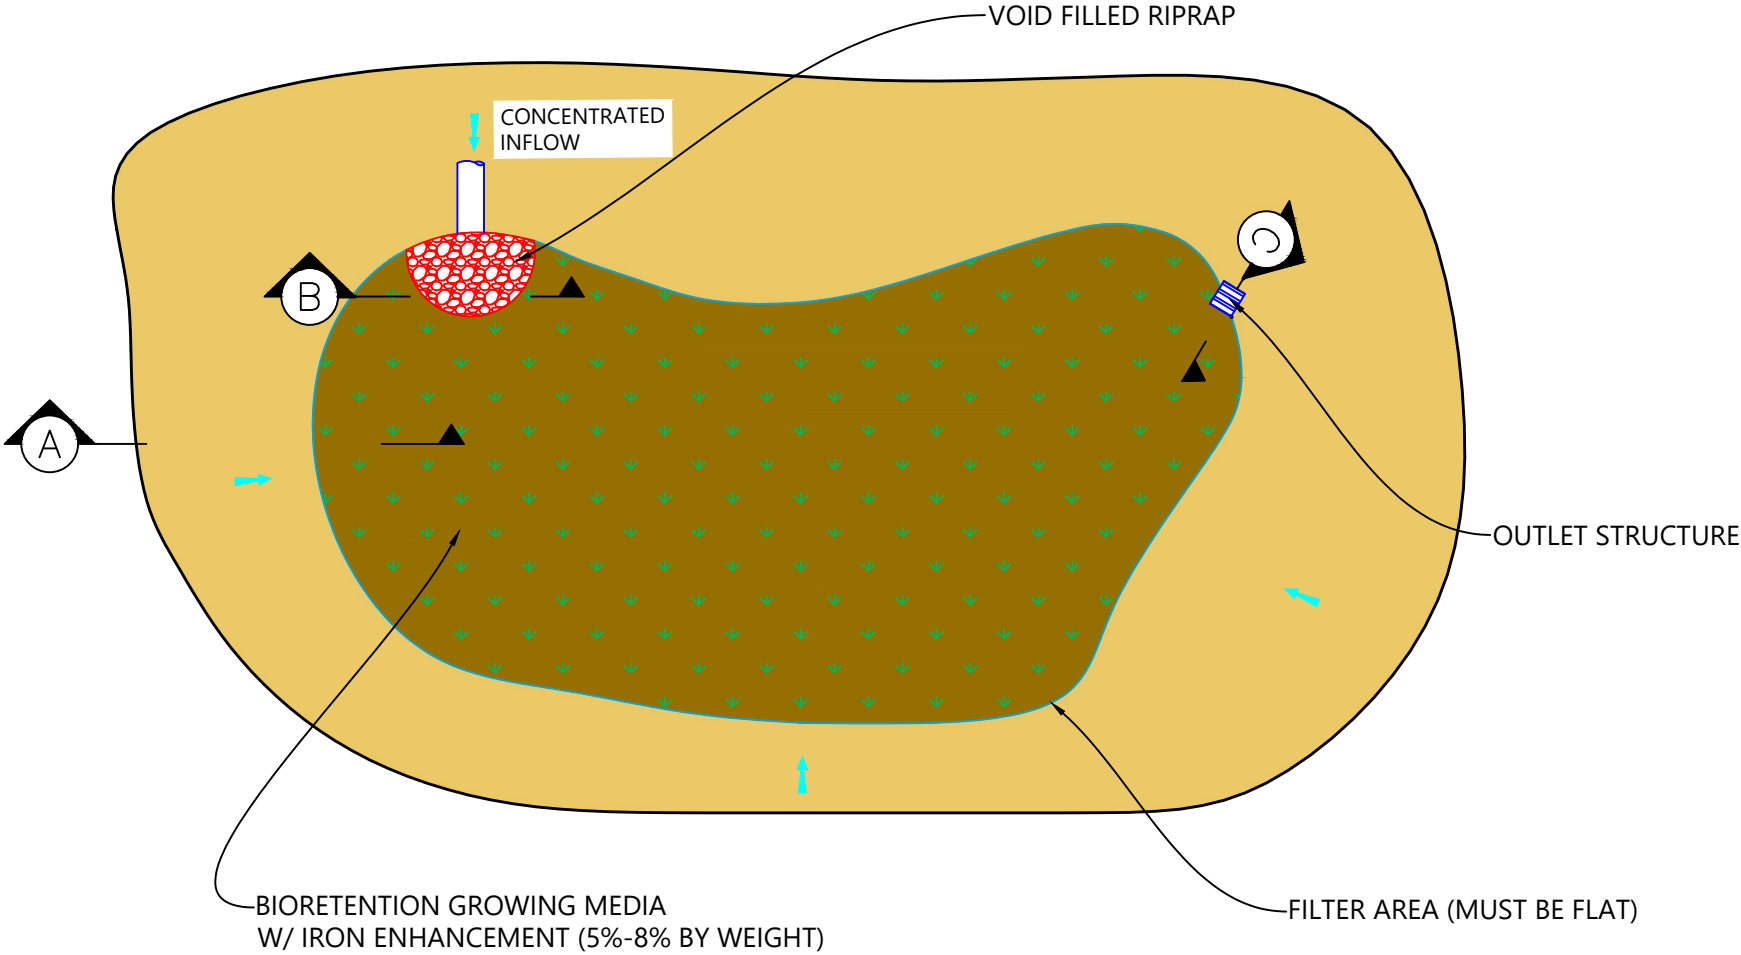 VOID FILLED RIPRAP
CONCENTRATED
INFLOW
C
B
A
OUTLET STRUCTURE
BIORETENTION GROWING MEDIA
W/ IRON ENHANCEMENT (5%-8% BY WEIGHT)
FILTER AREA (MUST BE FLAT)